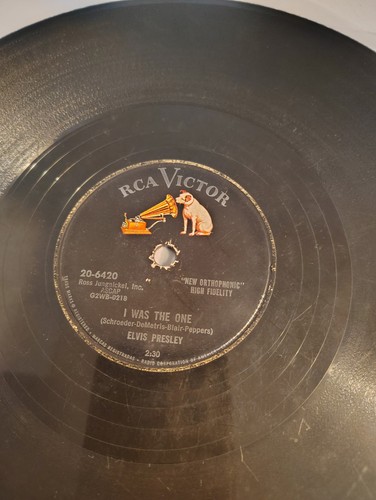 RCA VICTOR
20-6420
Ross Jungnickel, Inc.
ASCAP
G2WB-0218
"NEW ORTHOPHONIC"
HIGH FIDELITY
I WAS THE ONE
(Schroeder-DeMetris-Blair-Peppers)
ELVIS PRESLEY
2:30